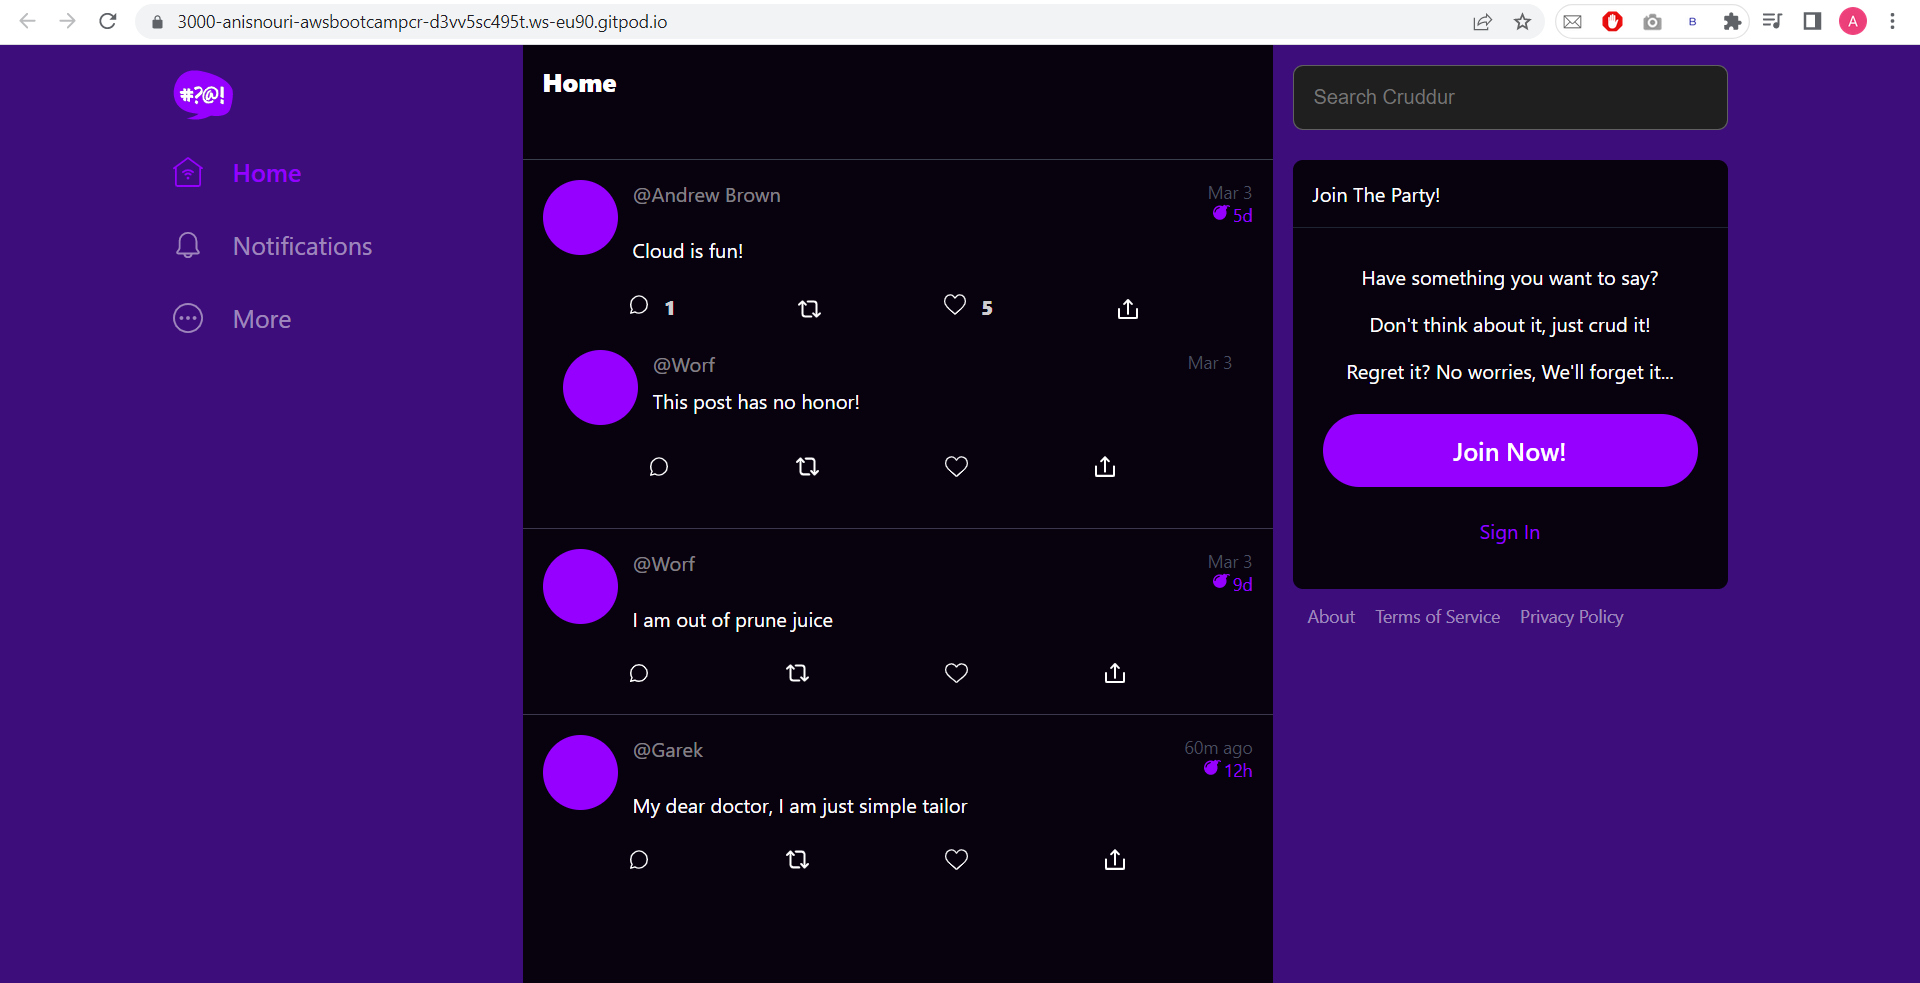 3000-anisnouri-awsbootcampcr-d3vv5sc495t.ws-eu90.gitpod.io
B
A
#?@!
Home
Notifications
More
Home
@Andrew Brown
Mar 3
5d
Cloud is fun!
1
5
@Worf
Mar 3
This post has no honor!
@Worf
Mar 3
9d
I am out of prune juice
@Garek
60m ago
12h
My dear doctor, I am just simple tailor
Search Cruddur
Join The Party!
Have something you want to say?
Don't think about it, just crud it!
Regret it? No worries, We'll forget it...
Join Now!
Sign In
About Terms of Service Privacy Policy